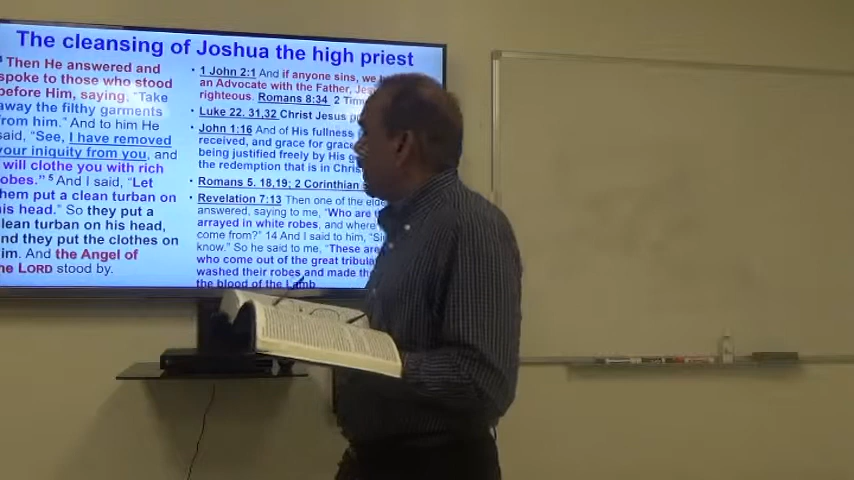 The cleansing of Joshua the high priest
Then He answered and
spoke to those who stood
before Him, saying, "Take
away the filthy garments
from him." And to him He
said, "See, I have removed
your iniquity from you, and
will clothe you with rich
robes." 5 And I said, "Let
them put a clean turban on
his head." So they put a
clean turban on his head,
and they put the clothes on
him. And the Angel of
the LORD stood by.
• 1 John 2:1 And if anyone sins, we
an Advocate with the Father,
righteous. Romans 8:34, 2
• Luke 22. 31,32 Christ Jesus
• John 1:16 And of His fullness
received, and grace for grace
being justified freely by His
the redemption that is in
• Romans 5. 18,19; 2 Corinthian
• Revelation 7:13 Then one of the
answered, saying to me, "Who are
arrayed in white robes, and where
come from?" 14 And I said to him,
know." So he said to me, "These
who come out of the great
washed their robes and made
the blood of the Lamb